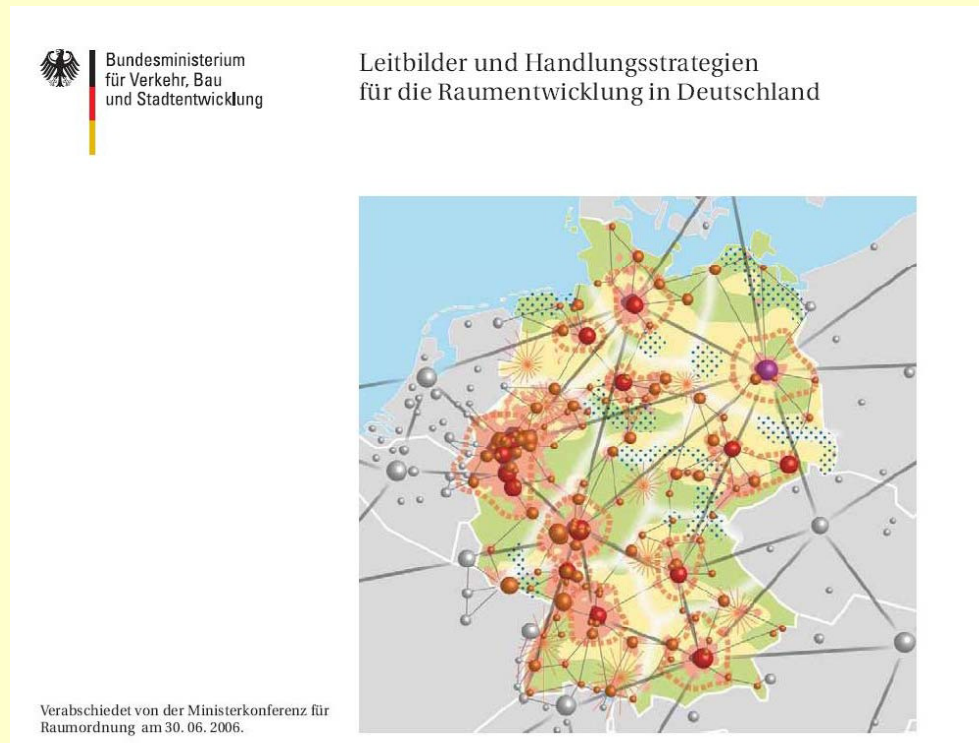 Bundesministerium
für Verkehr, Bau
und Stadtentwicklung
Leitbilder und Handlungsstrategien
für die Raumentwicklung in Deutschland
Verabschiedet von der Ministerkonferenz für
Raumordnung am 30. 06. 2006.